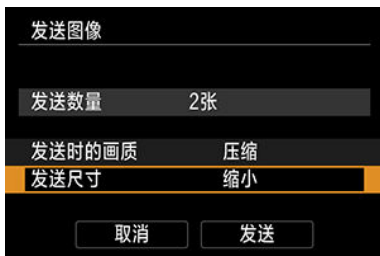 发送图像
发送数量 2张
发送时的画质 压缩
发送尺寸 缩小
取消 发送